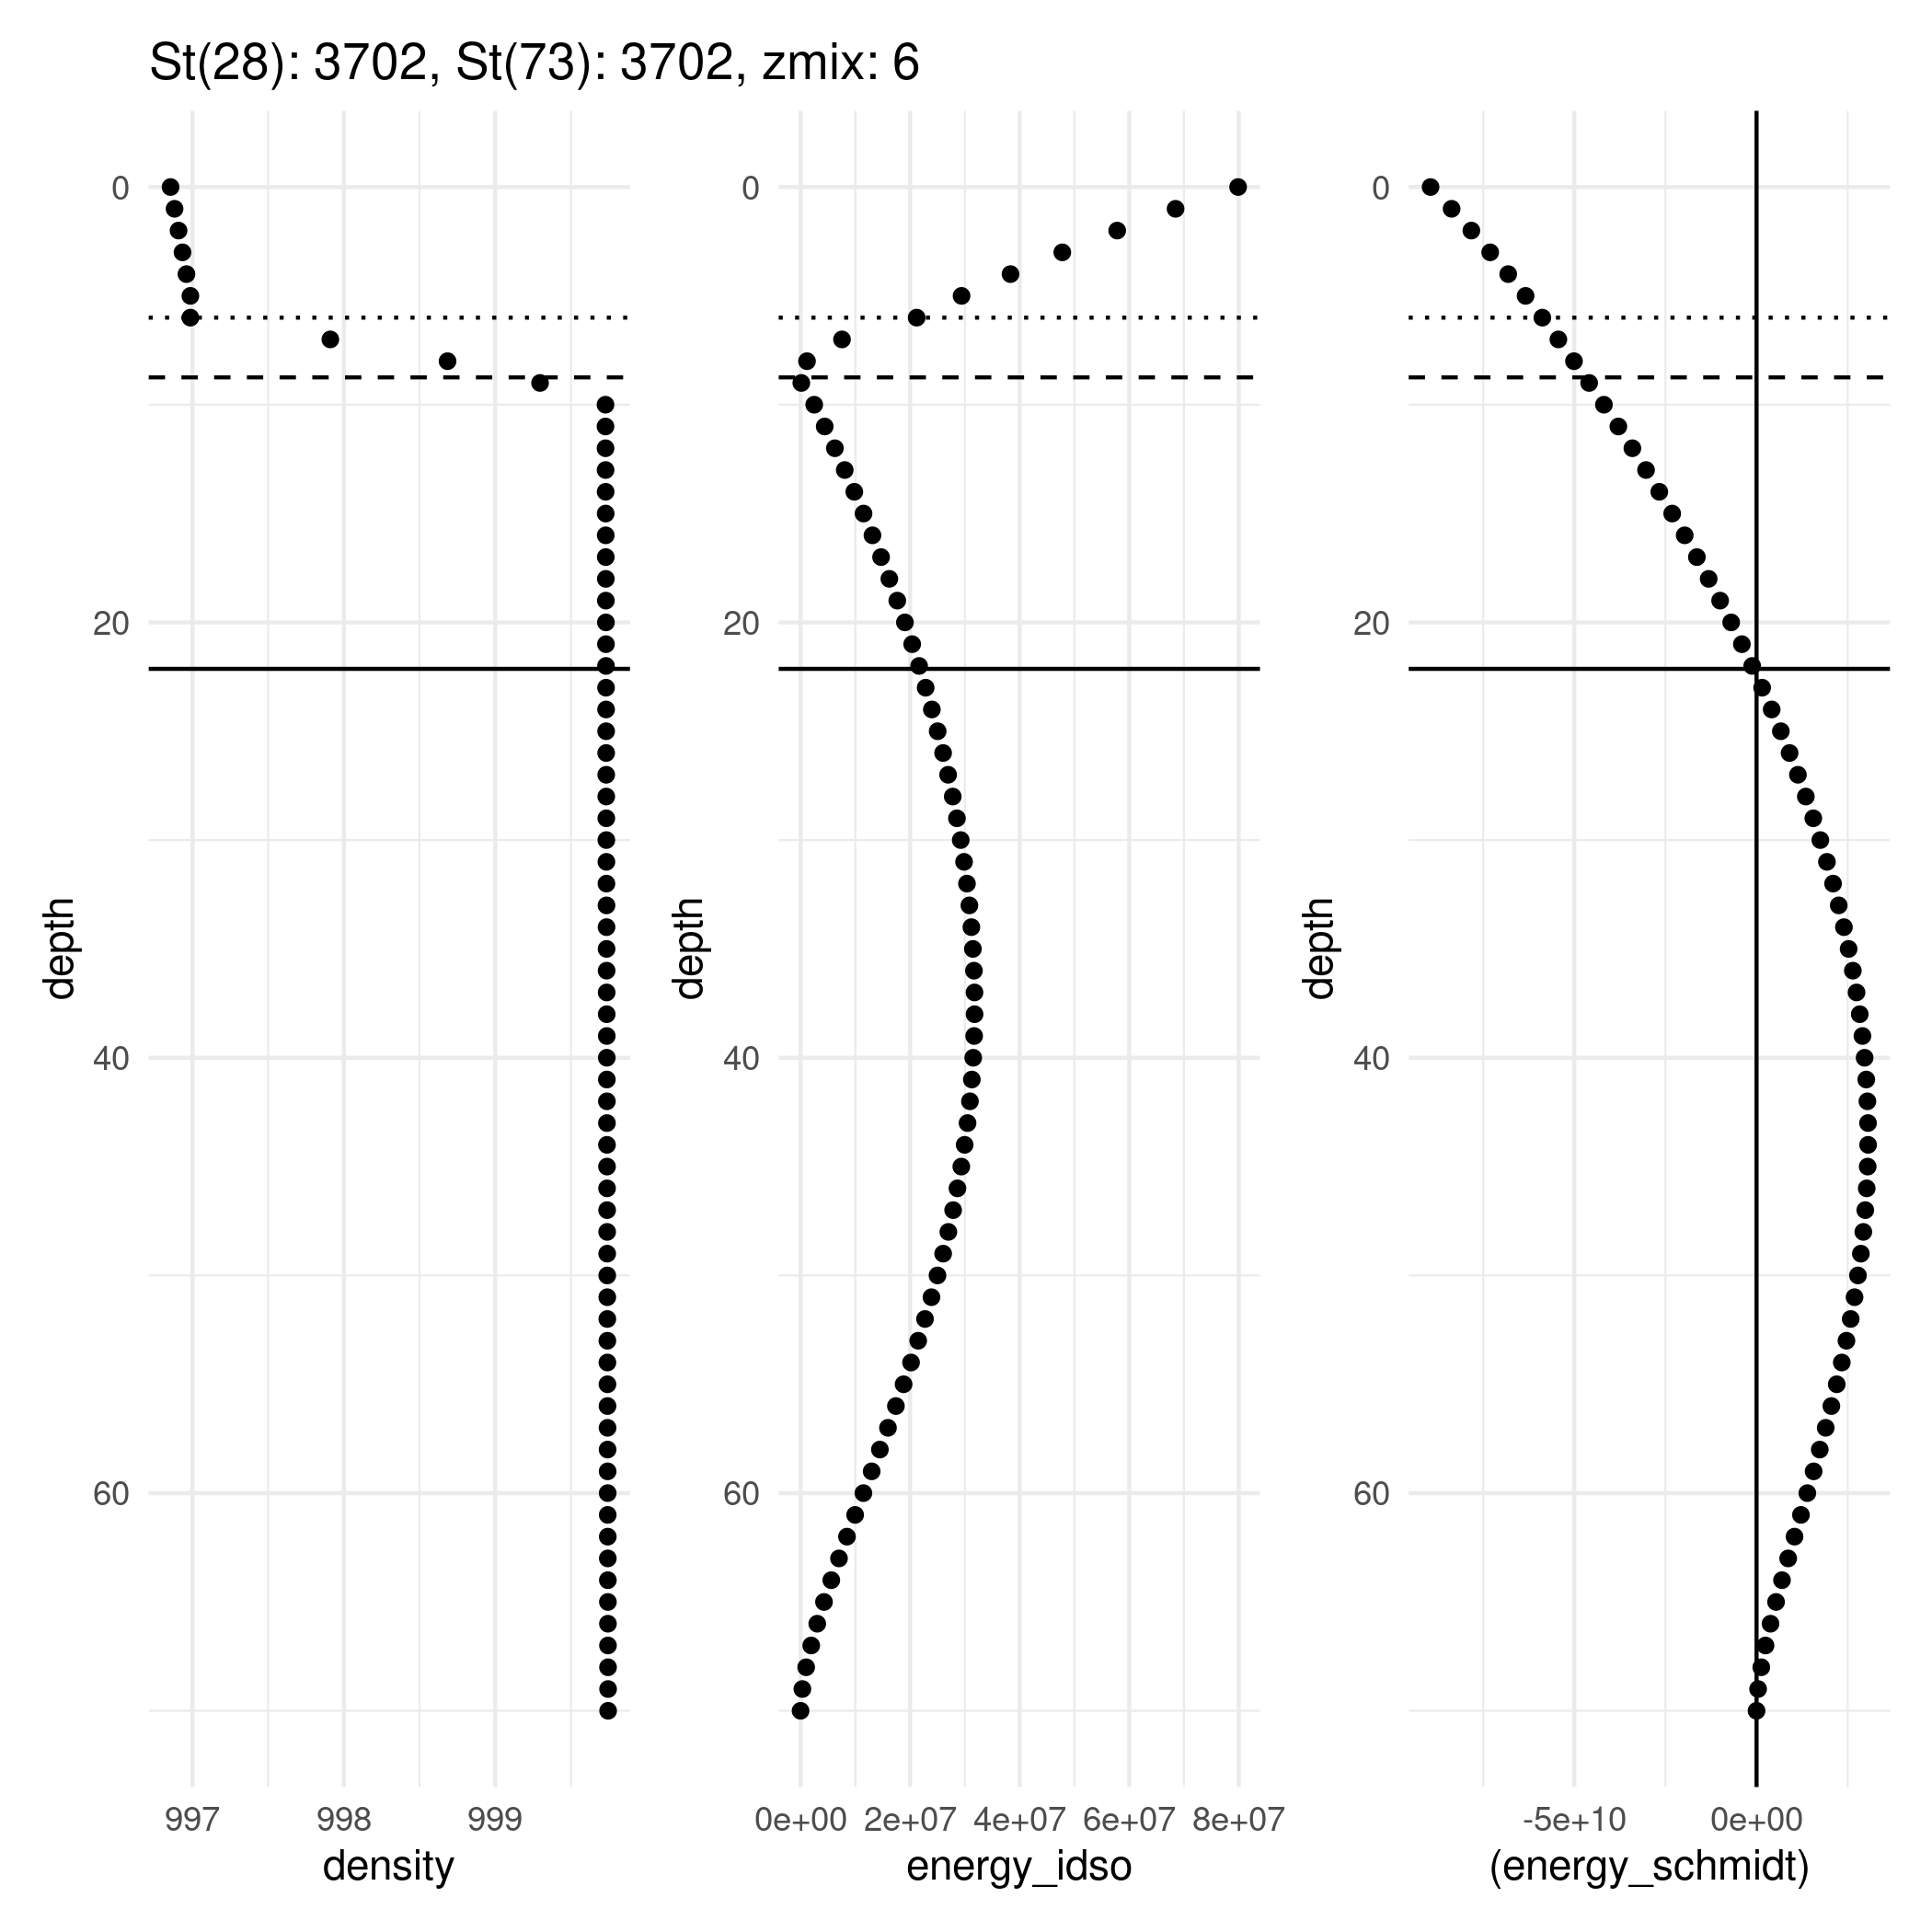 St(28): 3702, St(73): 3702, zmix: 6
0
20
40
60
depth
997
998
999
density
0
20
40
60
depth
0e+00
2e+07
4e+07
6e+07
8e+07
energy_idso
0
20
40
60
depth
-5e+10
0e+00
(energy_schmidt)